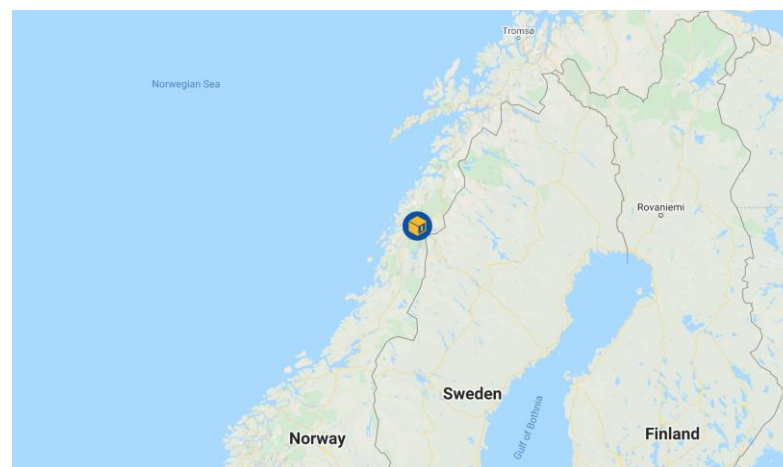 Tromsø
Norwegian Sea
Rovaniemi
Sweden
Gulf of Bothnia
Finland
Norway